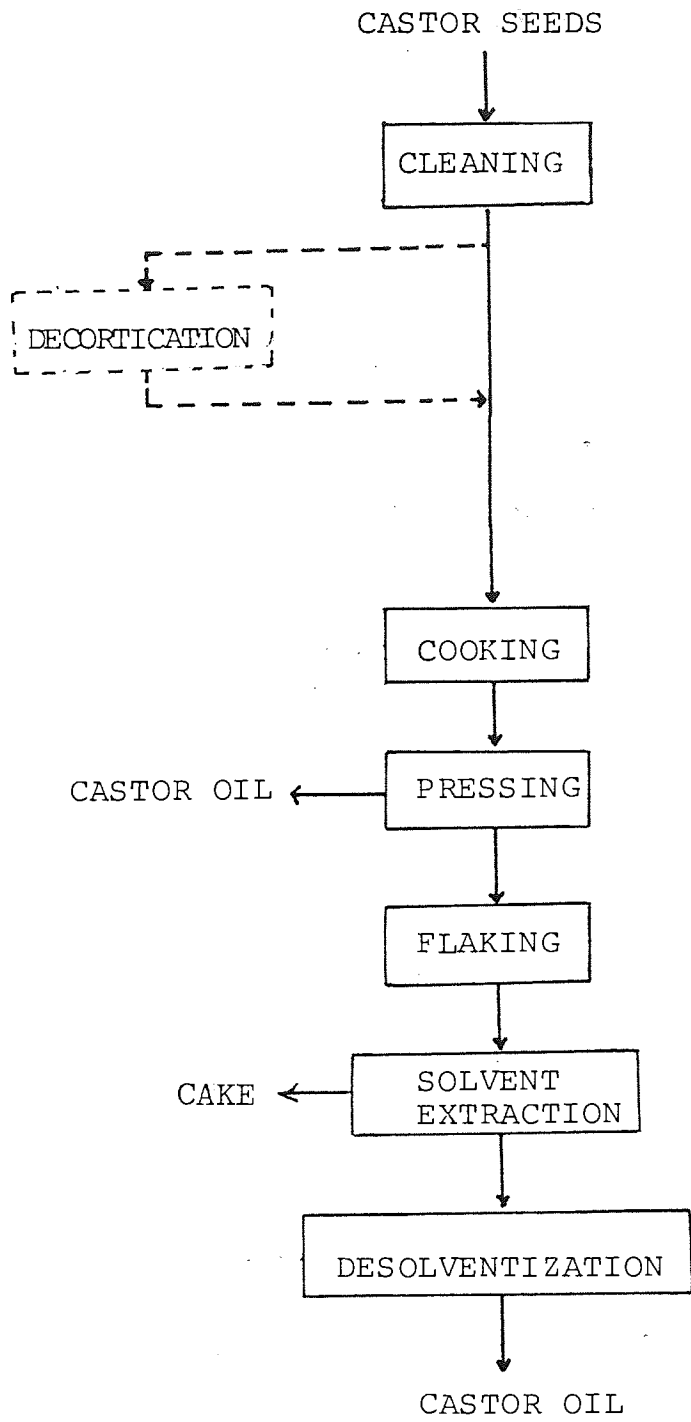 CASTOR SEEDS
CLEANING
DECORTICATION
COOKING
CASTOR OIL
PRESSING
FLAKING
CAKE
SOLVENT
EXTRACTION
DESOLVENTIZATION
CASTOR OIL